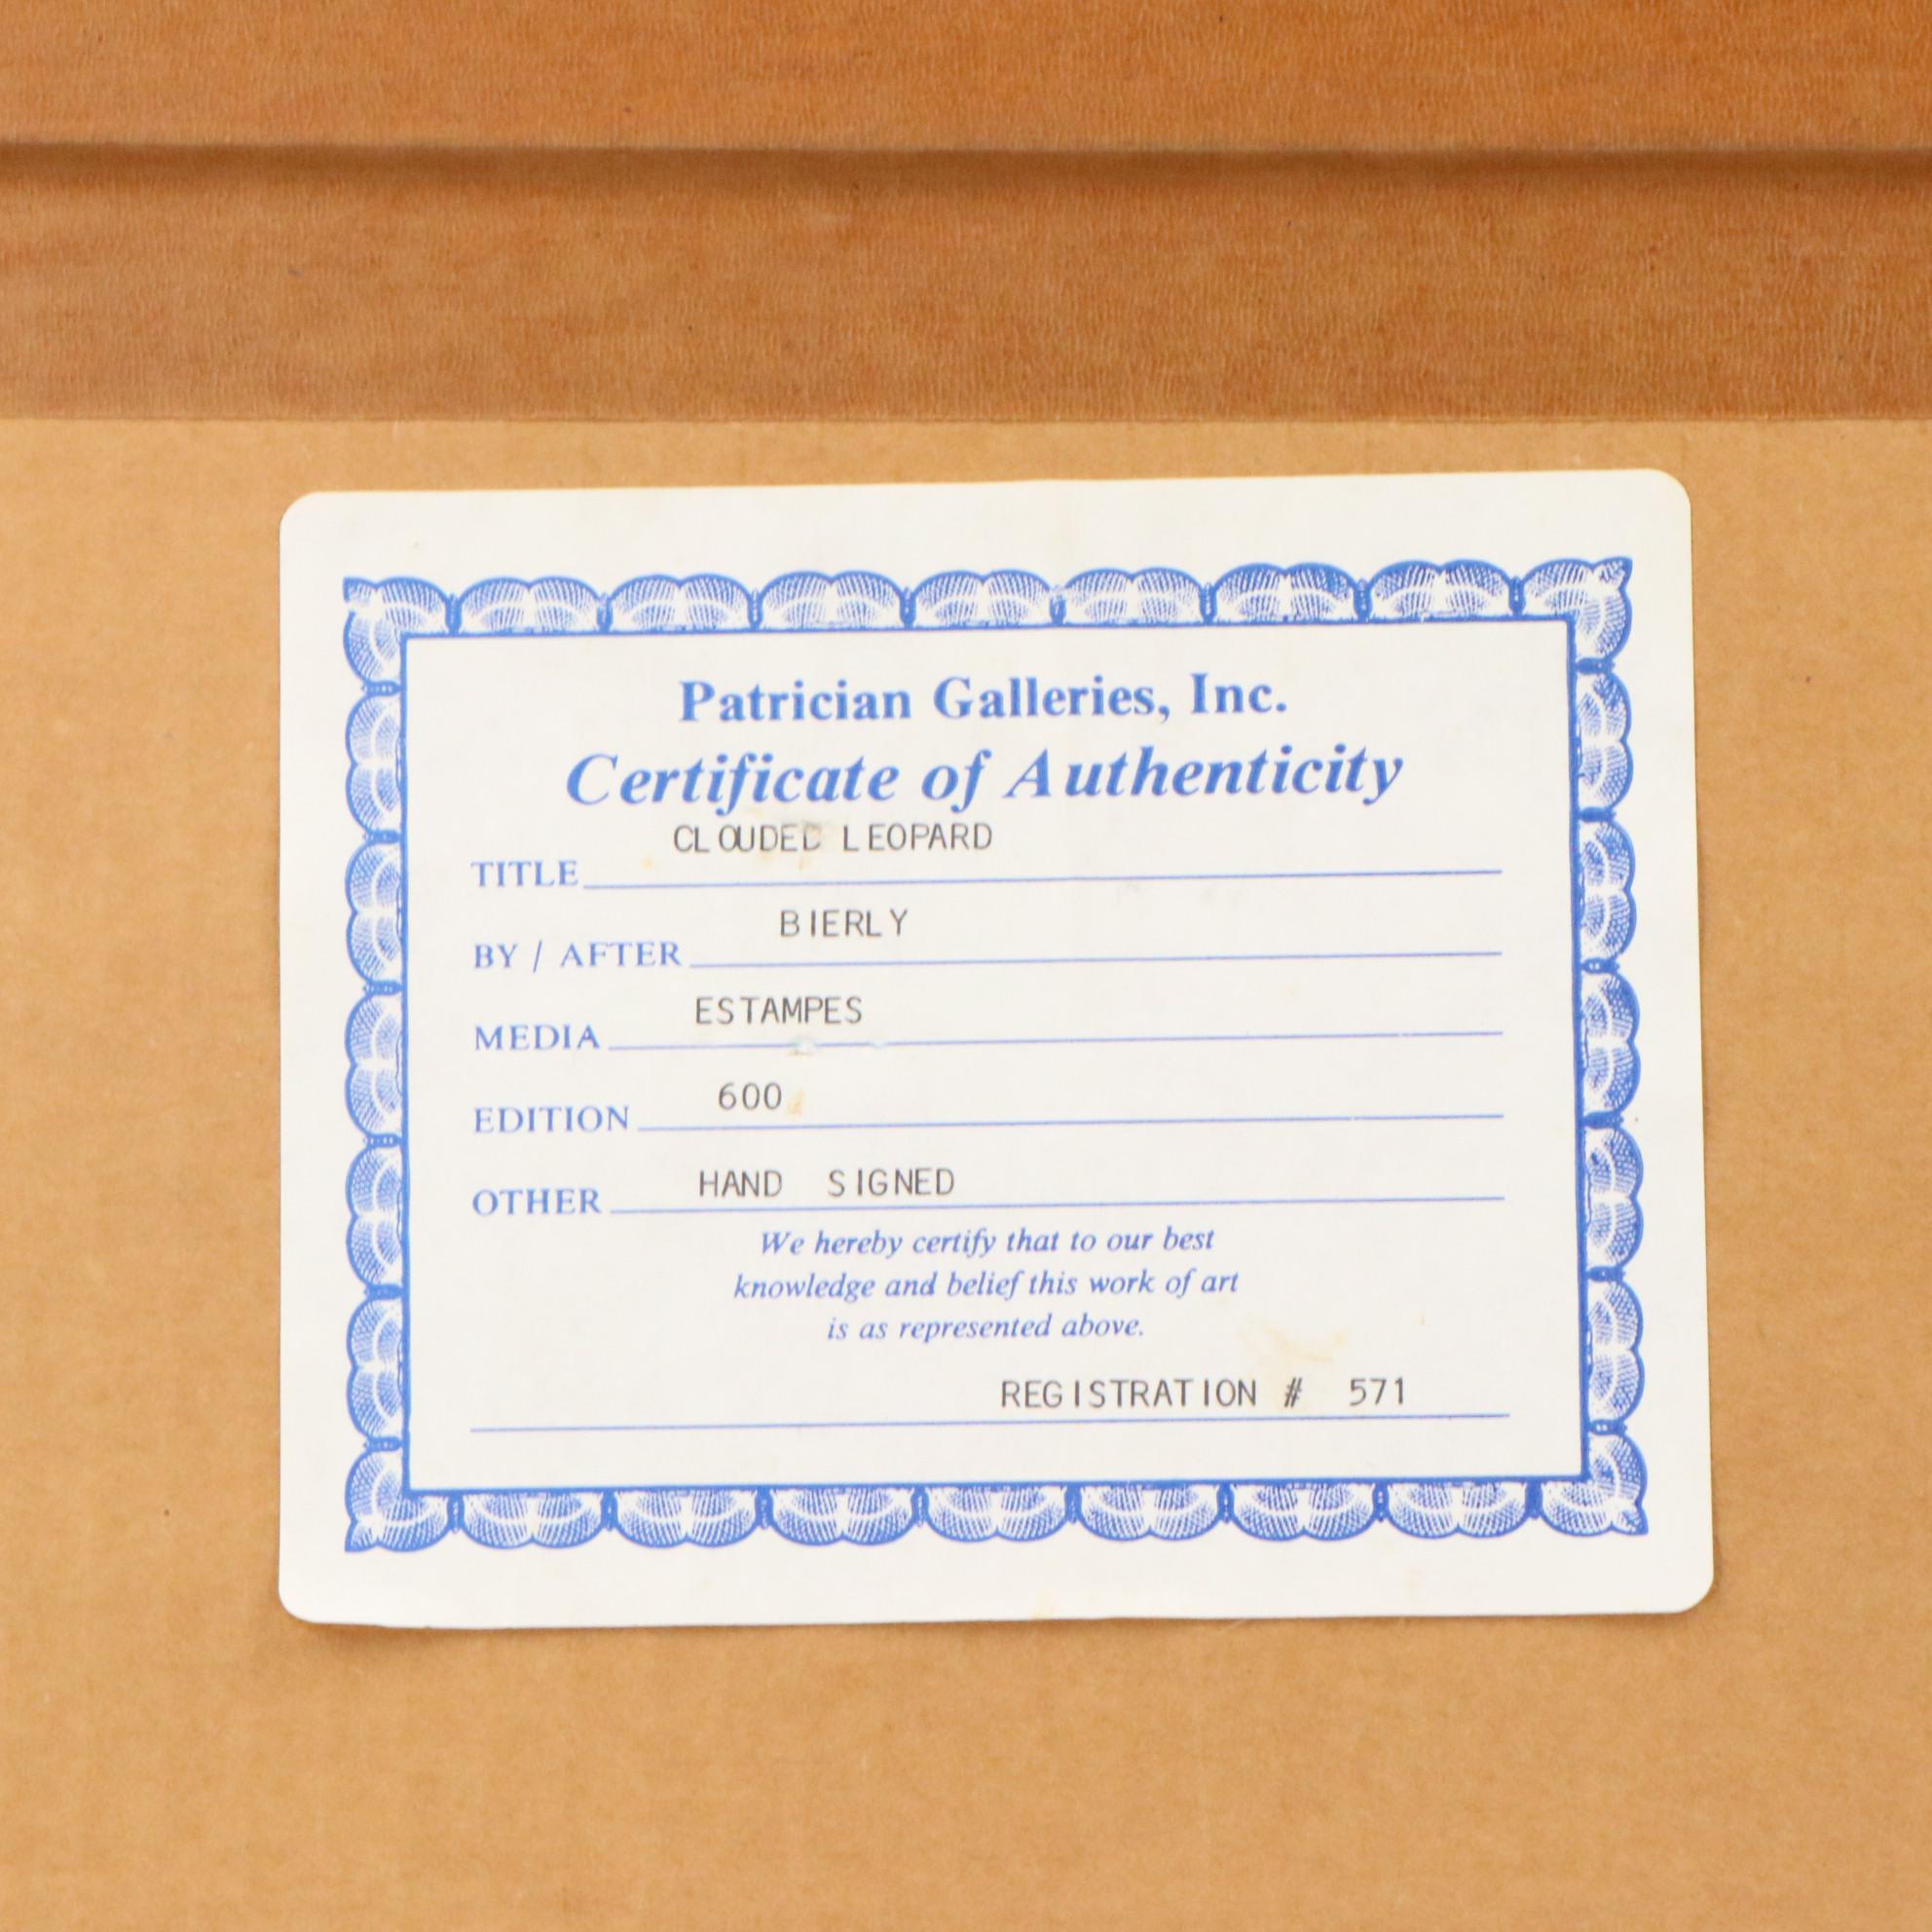 Patrician Galleries, Inc.
Certificate of Authenticity
TITLE CLOUDED LEOPARD
BY / AFTER BIERLY
MEDIA ESTAMPES
EDITION 600
OTHER HAND SIGNED
We hereby certify that to our best
knowledge and belief this work of art
is as represented above.
REGISTRATION # 571